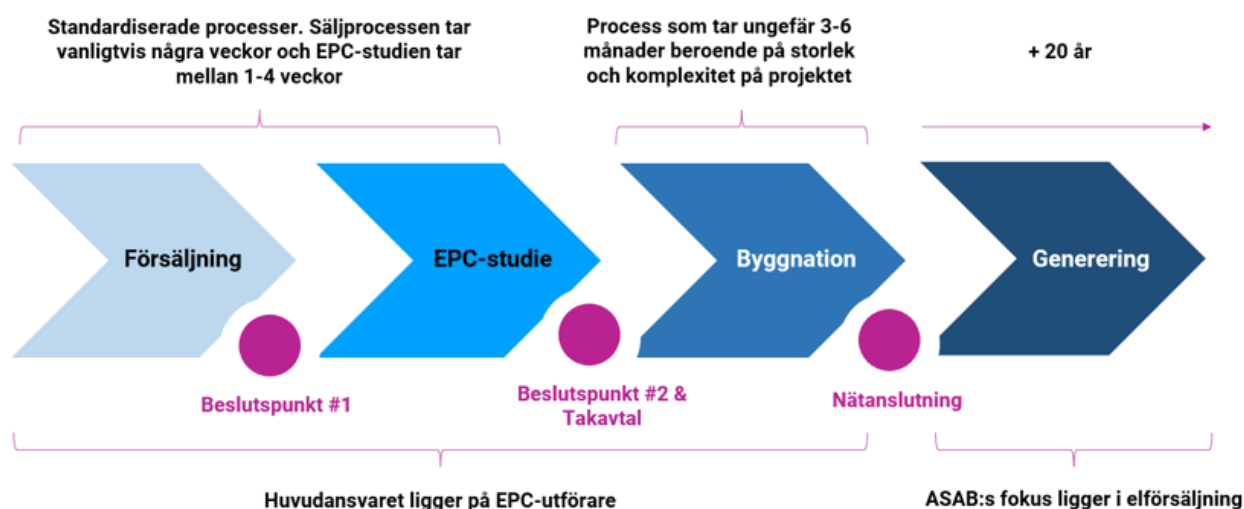 Standardiserade processer. Säljprocessen tar
vanligtvis några veckor och EPC-studien tar
mellan 1-4 veckor
Process som tar ungefär 3-6
månader beroende på storlek
och komplexitet på projektet
+ 20 år
Försäljning
EPC-studie
Byggnation
Generering
Beslutspunkt #1
Beslutspunkt #2 &
Takavtal
Nätanslutning
Huvudansvaret ligger på EPC-utförare
ASAB:s fokus ligger i elförsäljning